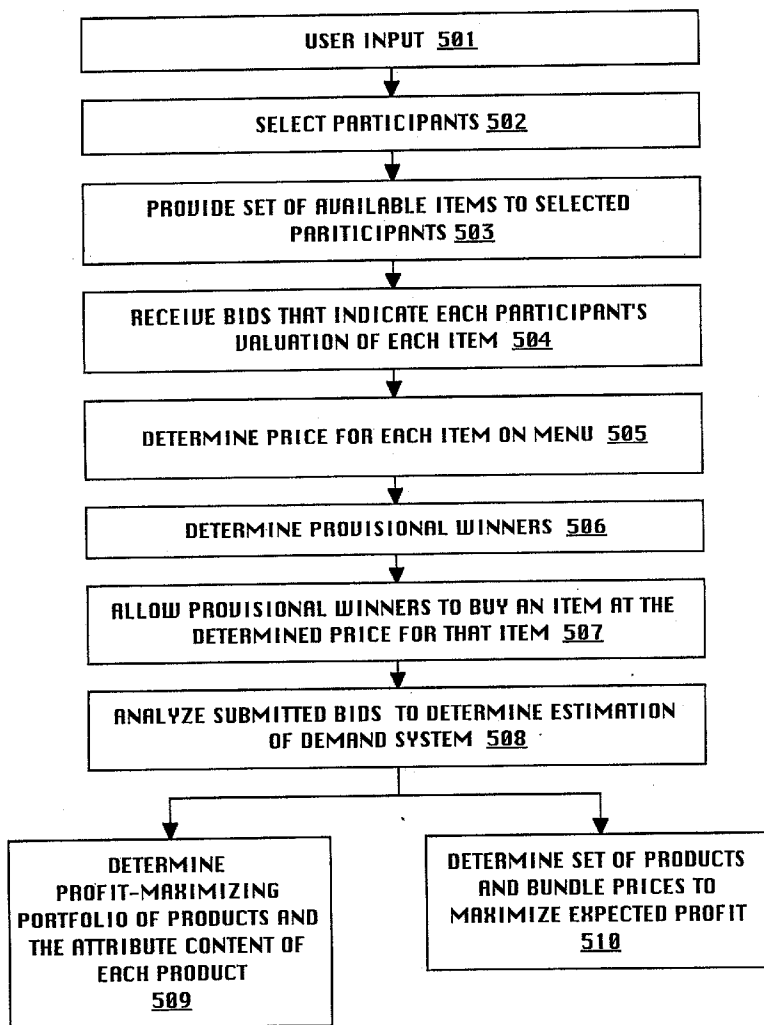 USER INPUT 501
SELECT PARTICIPANTS 502
PROVIDE SET OF AVAILABLE ITEMS TO SELECTED
PARITICIPANTS 503
RECEIVE BIDS THAT INDICATE EACH PARTICIPANT'S
VALUATION OF EACH ITEM 504
DETERMINE PRICE FOR EACH ITEM ON MENU 505
DETERMINE PROVISIONAL WINNERS 506
ALLOW PROVISIONAL WINNERS TO BUY AN ITEM AT THE
DETERMINED PRICE FOR THAT ITEM 507
ANALYZE SUBMITTED BIDS TO DETERMINE ESTIMATION
OF DEMAND SYSTEM 508
DETERMINE
PROFIT-MAXIMIZING
PORTFOLIO OF PRODUCTS AND
THE ATTRIBUTE CONTENT OF
EACH PRODUCT
509
DETERMINE SET OF PRODUCTS
AND BUNDLE PRICES TO
MAXIMIZE EXPECTED PROFIT
510